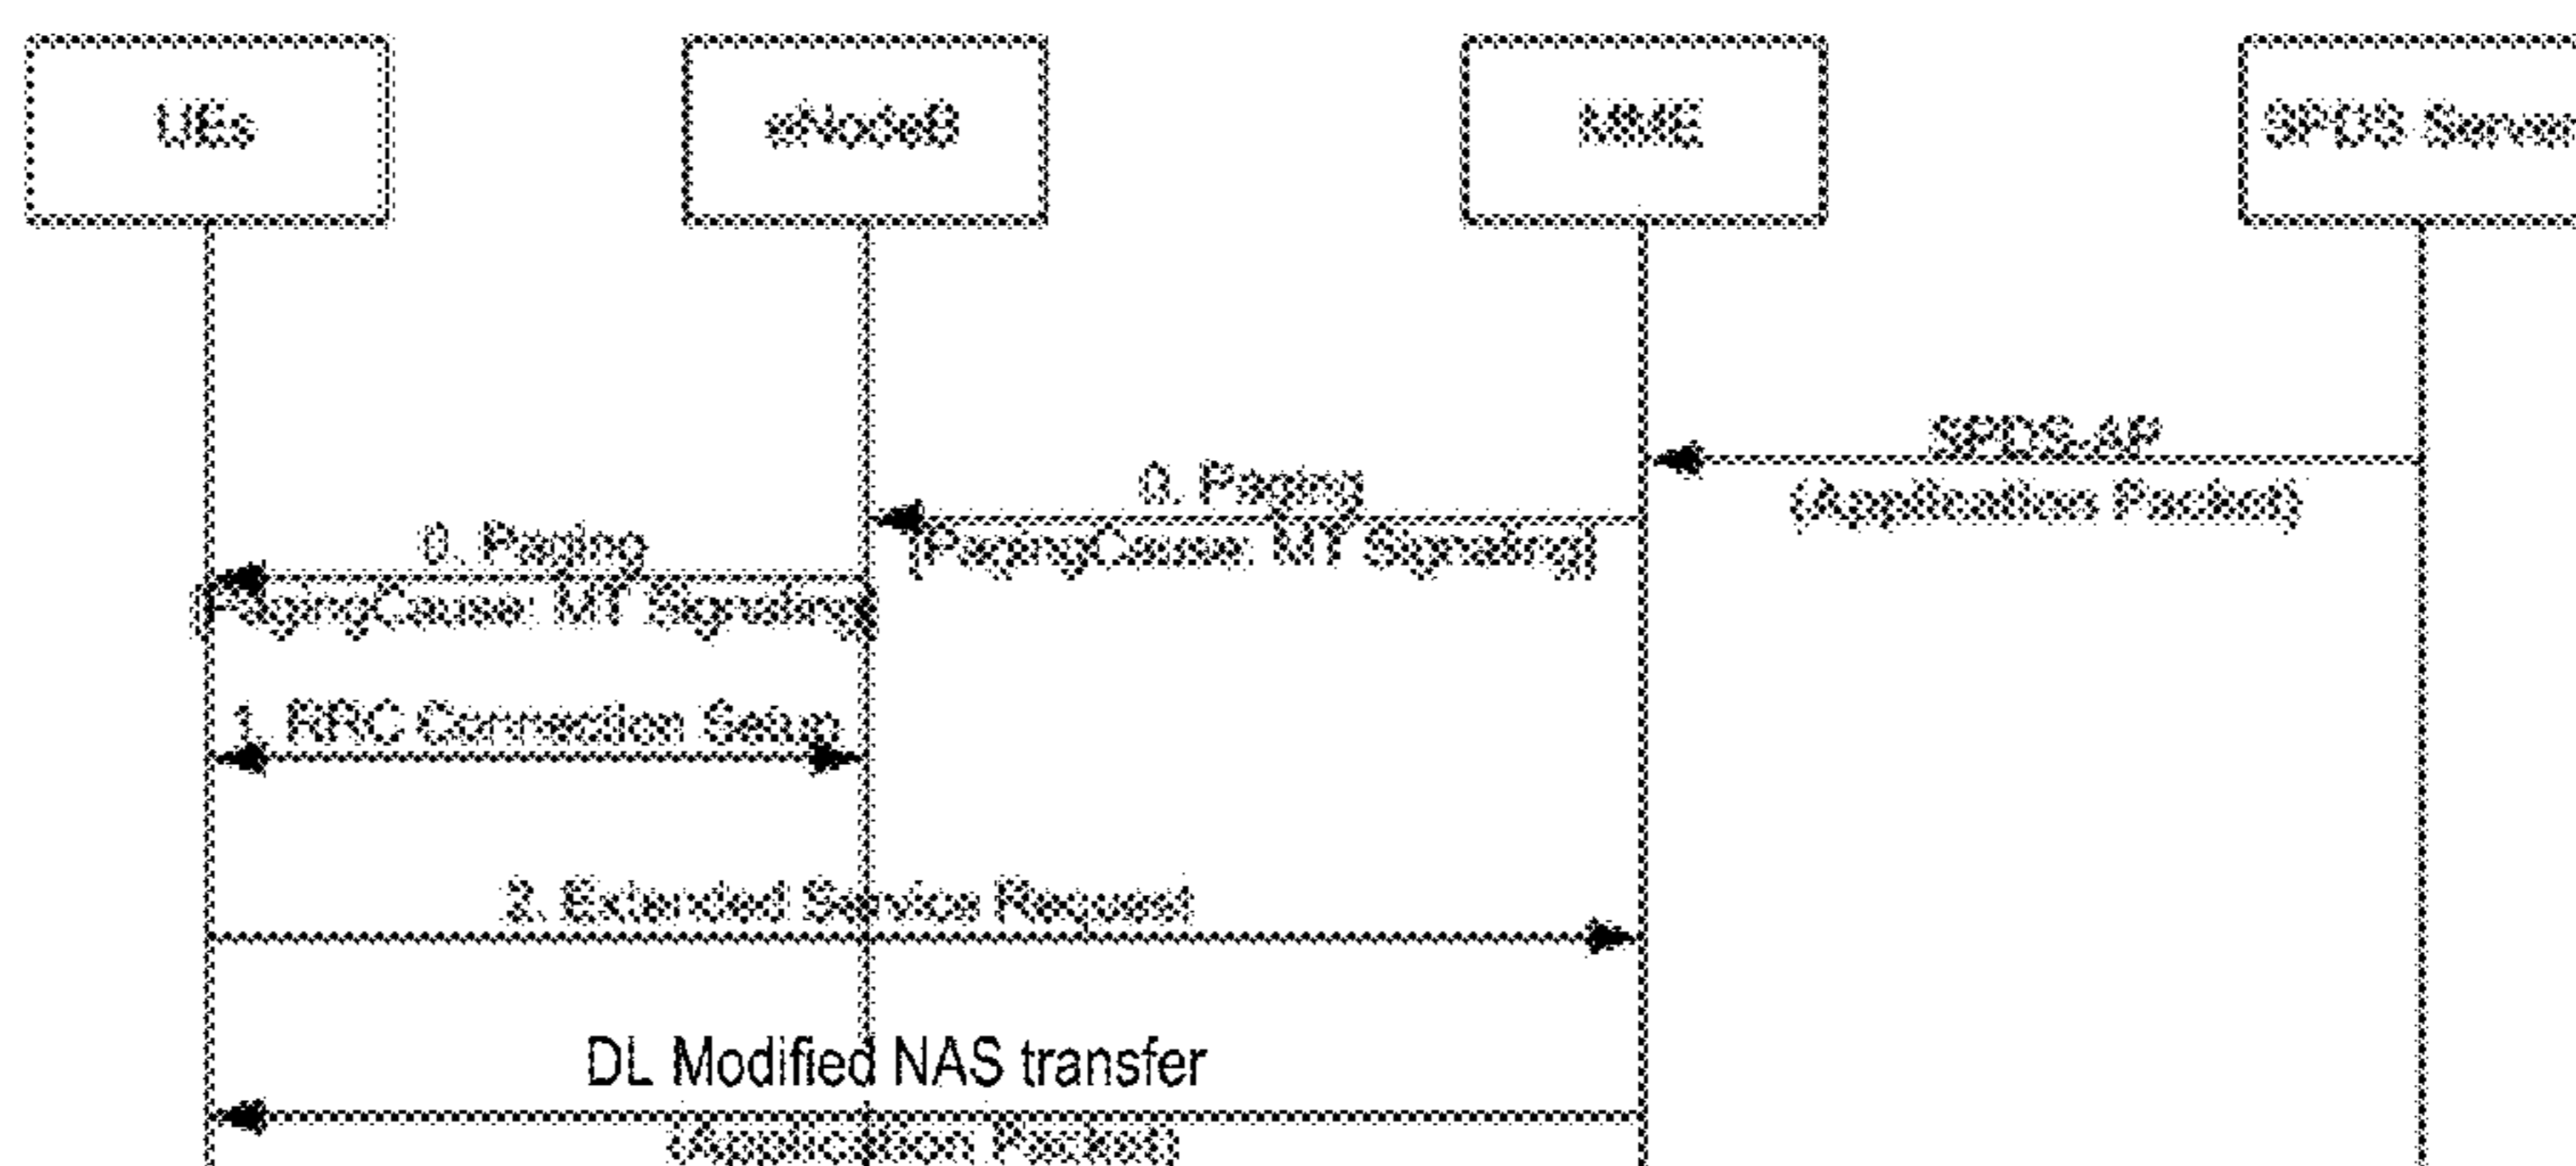 UEs
eNodeB
MME
SPDS Server
SPDS-AP
(Application Packet)
0. Paging
[PagingCause: MT Signaling]
0. Paging
[PagingCause: MT Signaling]
1. RRC Connection Setup
2. Extended Service Request
DL Modified NAS transfer
(Application Packet)